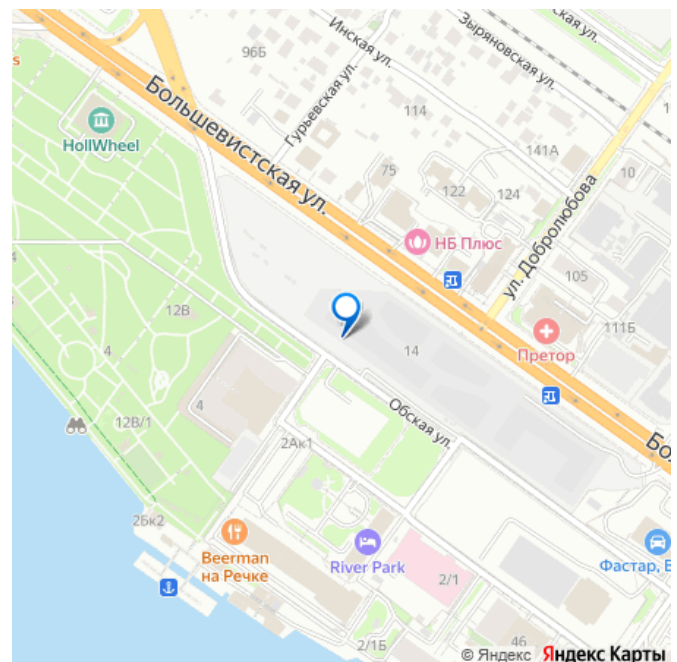 Зыряновская ул.
Инская ул.
96Б
s
Гурьевская ул.
HollWheel
Большевистская ул.
114
141А
75
122
124
10
1
ул. Добролюбова
НБ Плюс
105
12В
111Б
4
14
Претор
4
12В/1
Обская ул.
2Ак1
Бо
2Бк2
Beerman
на Речке
River Park
2/1
Фастар, Е
2/1Б
46
© Яндекс Яндекс Карты